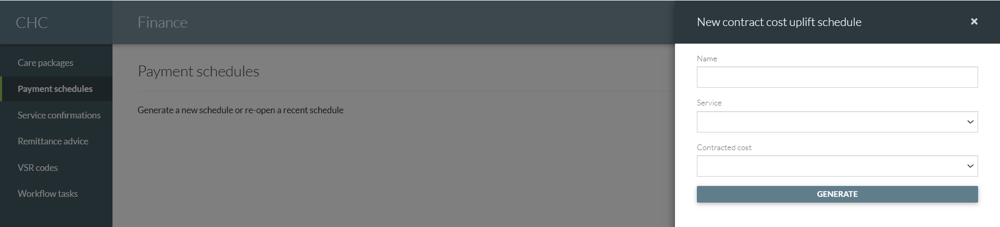 CHC
Finance
Care packages
Payment schedules
Service confirmations
Remittance advice
VSR codes
Workflow tasks
Payment schedules
Generate a new schedule or re-open a recent schedule
New contract cost uplift schedule
Name
Service
Contracted cost
GENERATE